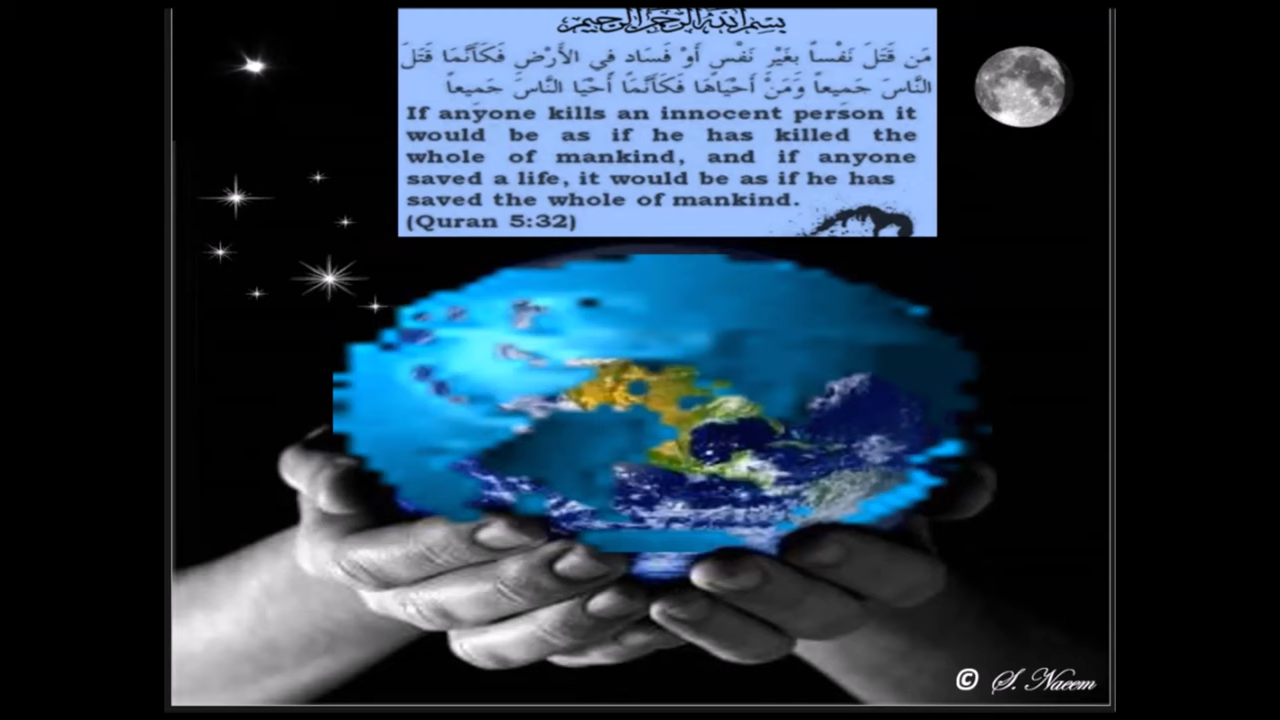 بسم الله الرحمن الرحيم
مَن قَتَلَ نَفْساً بِغَيْرِ نَفْسٍ أَوْ فَسَادٍ فِي الأَرْضِ فَكَأَنَّمَا قَتَلَ
النَّاسَ جَمِيعاً وَمَنْ أَحْيَاهَا فَكَأَنَّمَا أَحْيَا النَّاسَ جَمِيعاً
If anyone kills an innocent person it
would be as if he has killed the
whole of mankind, and if anyone
saved a life, it would be as if he has
saved the whole of mankind.
(Quran 5:32)
© S. Naeem